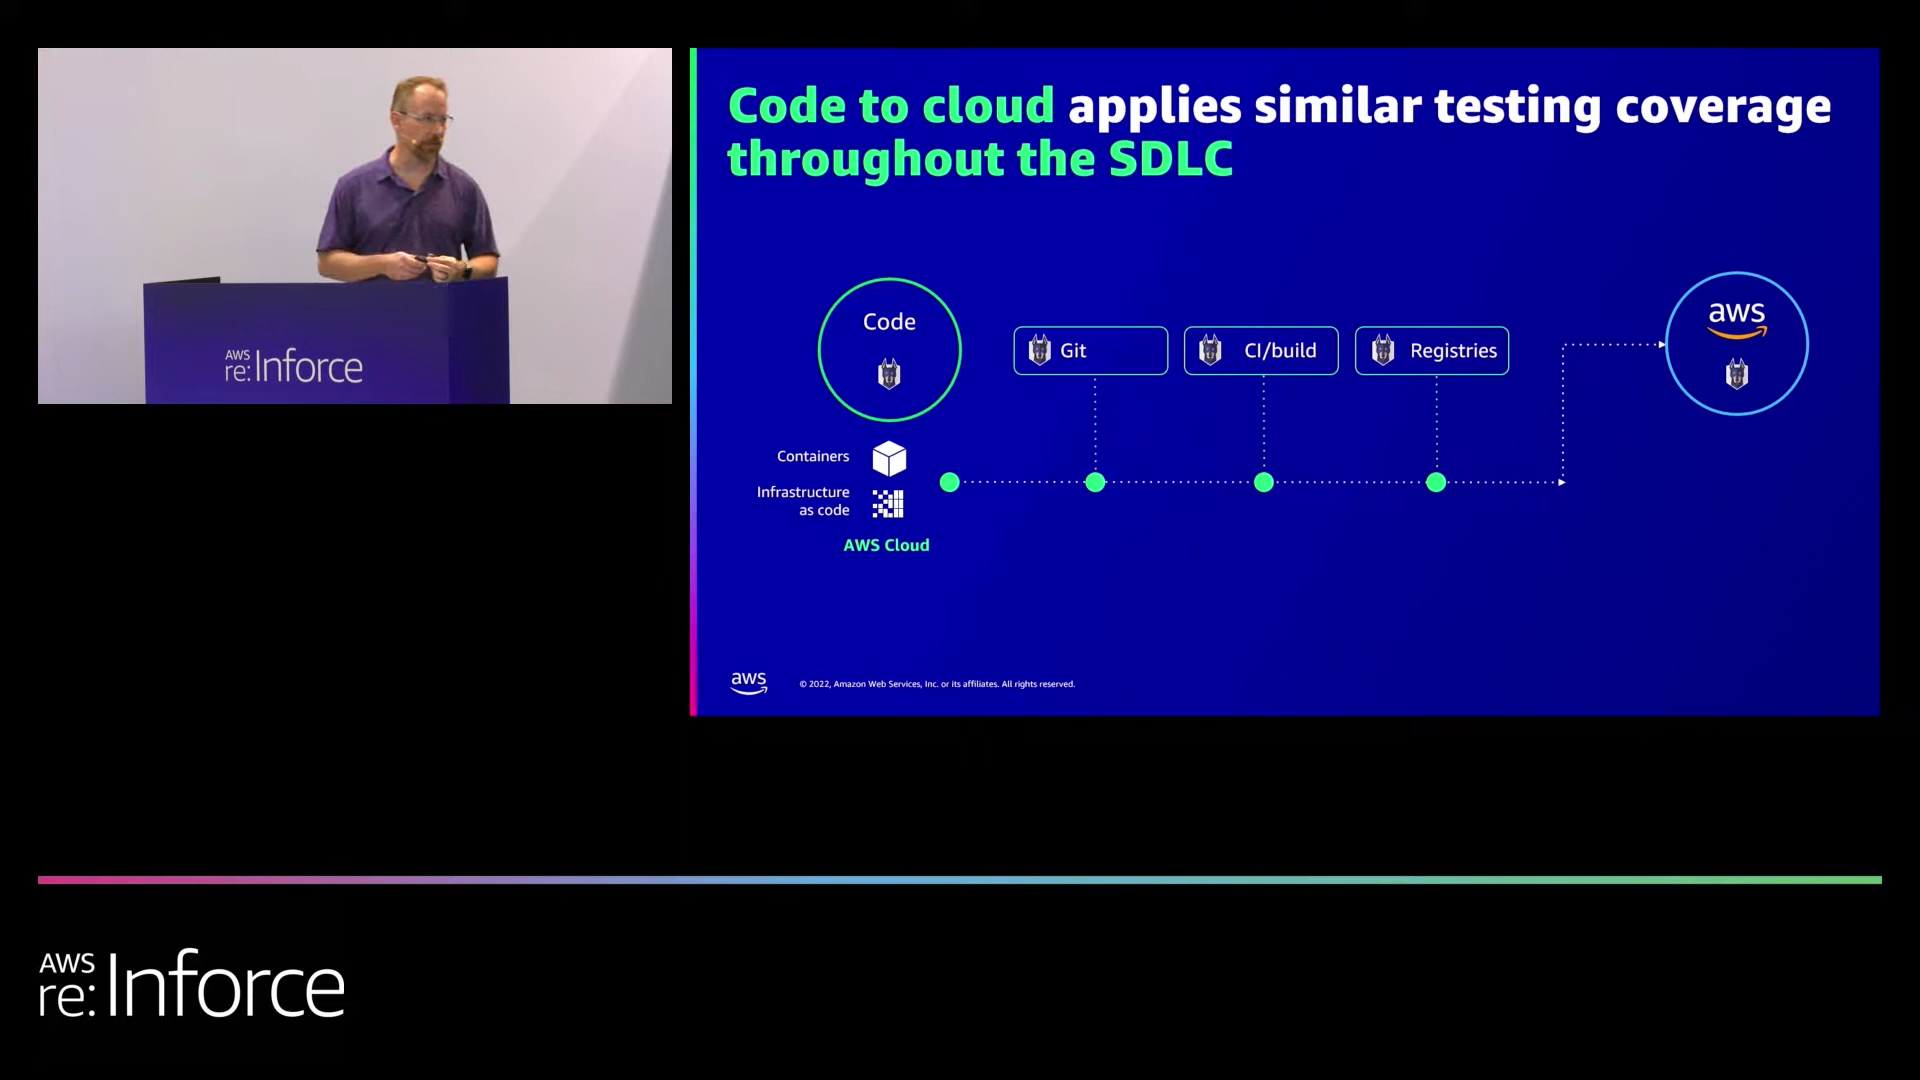 AWS
re:Inforce
Code to cloud applies similar testing coverage
throughout the SDLC
Code
Git
CI/build
Registries
aws
Containers
Infrastructure
as code
AWS Cloud
aws
© 2022, Amazon Web Services, Inc. or its affiliates. All rights reserved.
AWS
re:Inforce